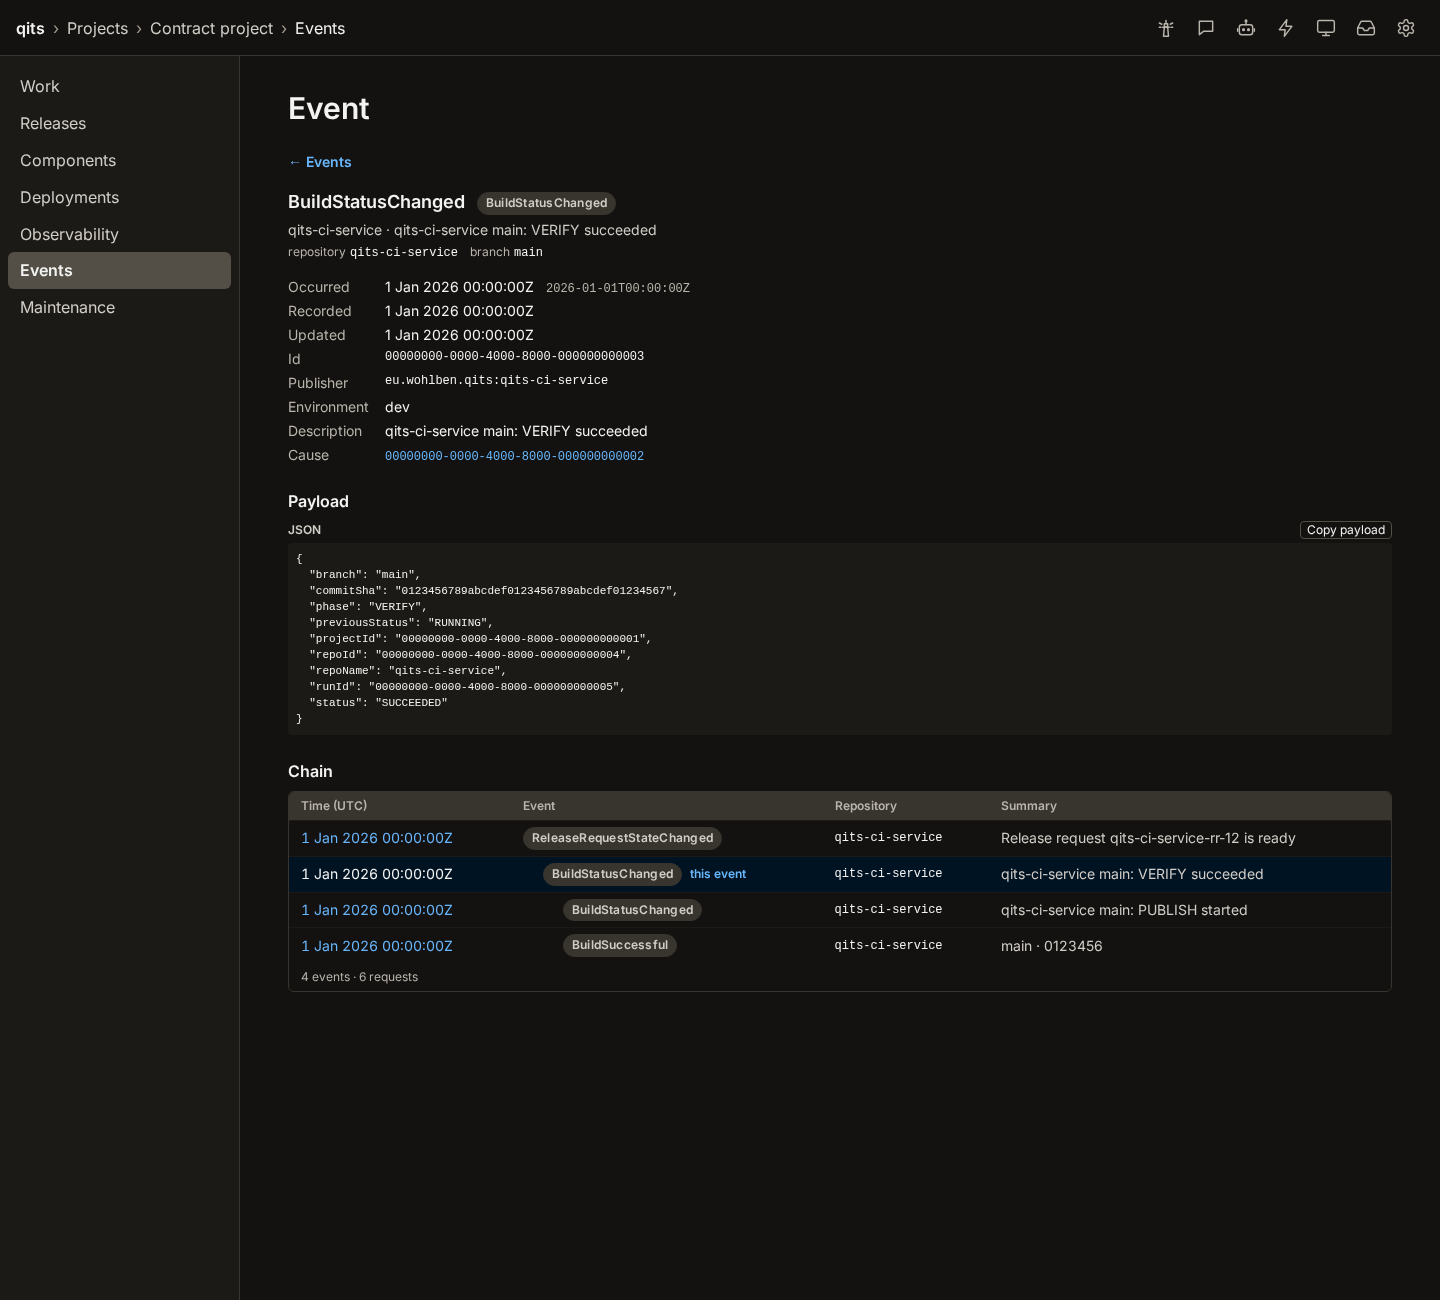 qits › Projects › Contract project › Events
Work
Releases
Components
Deployments
Observability
Events
Maintenance
Event
← Events
BuildStatusChanged BuildStatusChanged
qits-ci-service · qits-ci-service main: VERIFY succeeded
repository qits-ci-service branch main
Occurred 1 Jan 2026 00:00:00Z 2026-01-01T00:00:00Z
Recorded 1 Jan 2026 00:00:00Z
Updated 1 Jan 2026 00:00:00Z
Id 00000000-0000-4000-8000-000000000003
Publisher eu.wohlben.qits:qits-ci-service
Environment dev
Description qits-ci-service main: VERIFY succeeded
Cause 00000000-0000-4000-8000-000000000002
Payload
JSON Copy payload
{
"branch": "main",
"commitSha": "0123456789abcdef0123456789abcdef01234567",
"phase": "VERIFY",
"previousStatus": "RUNNING",
"projectId": "00000000-0000-4000-8000-000000000001",
"repoId": "00000000-0000-4000-8000-000000000004",
"repoName": "qits-ci-service",
"runId": "00000000-0000-4000-8000-000000000005",
"status": "SUCCEEDED"
}
Chain
Time (UTC) Event Repository Summary
1 Jan 2026 00:00:00Z ReleaseRequestStateChanged qits-ci-service Release request qits-ci-service-rr-12 is ready
1 Jan 2026 00:00:00Z BuildStatusChanged this event qits-ci-service qits-ci-service main: VERIFY succeeded
1 Jan 2026 00:00:00Z BuildStatusChanged qits-ci-service qits-ci-service main: PUBLISH started
1 Jan 2026 00:00:00Z BuildSuccessful qits-ci-service main · 0123456
4 events · 6 requests